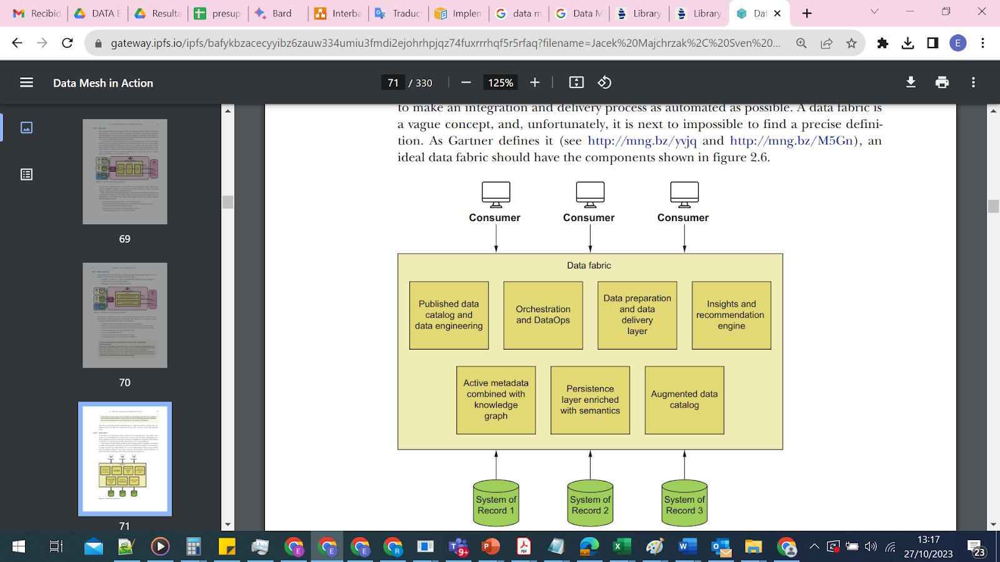 Recibid
DATA E
Resulta
presup
Bard
Interba
Traduc
Implem
data m
Data M
Library
Library
Dat
gateway.ipfs.io/ipfs/bafykbzacecyyibz6zauw334umiu3fmdi2ejohrhpjqz74fuxrrrhqf5r5rfaq?filename=Jacek%20Majchrzak%2C%20Sven%20...
E
Data Mesh in Action
71 / 330
125%
69
70
71
to make an integration and delivery process as automated as possible. A data fabric is
a vague concept, and, unfortunately, it is next to impossible to find a precise defini-
tion. As Gartner defines it (see http://mng.bz/yvjq and http://mng.bz/M5Gn), an
ideal data fabric should have the components shown in figure 2.6.
Consumer
Consumer
Consumer
Data fabric
Published data
catalog and
data engineering
Orchestration
and DataOps
Data preparation
and data
delivery
layer
Insights and
recommendation
engine
Active metadata
combined with
knowledge
graph
Persistence
layer enriched
with semantics
Augmented data
catalog
System of
Record 1
System of
Record 2
System of
Record 3
13:17
27/10/2023
23